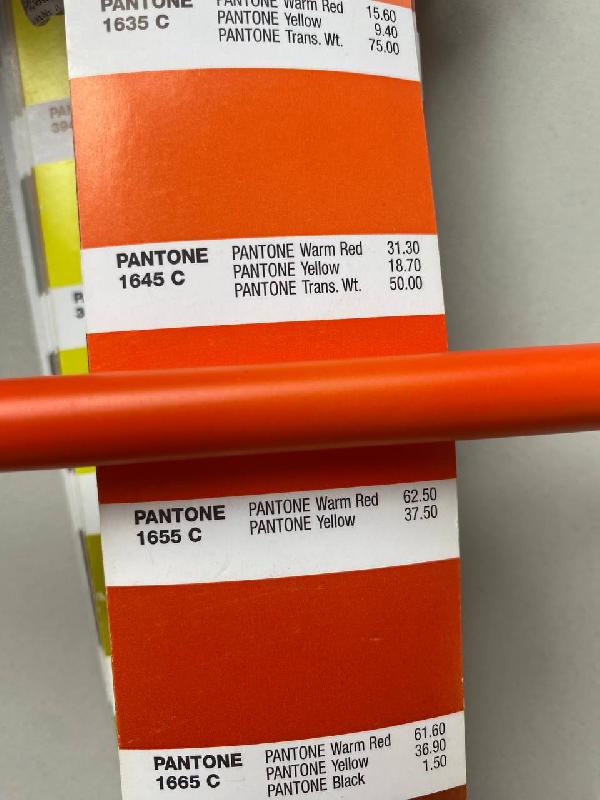 PANTONE PANTONE Warm Red 15.60
1635 C PANTONE Yellow 9.40
PANTONE Trans. Wt. 75.00
PANTONE PANTONE Warm Red 31.30
1645 C PANTONE Yellow 18.70
PANTONE Trans. Wt. 50.00
PANTONE PANTONE Warm Red 62.50
1655 C PANTONE Yellow 37.50
PANTONE PANTONE Warm Red 61.60
1665 C PANTONE Yellow 36.90
PANTONE Black 1.50